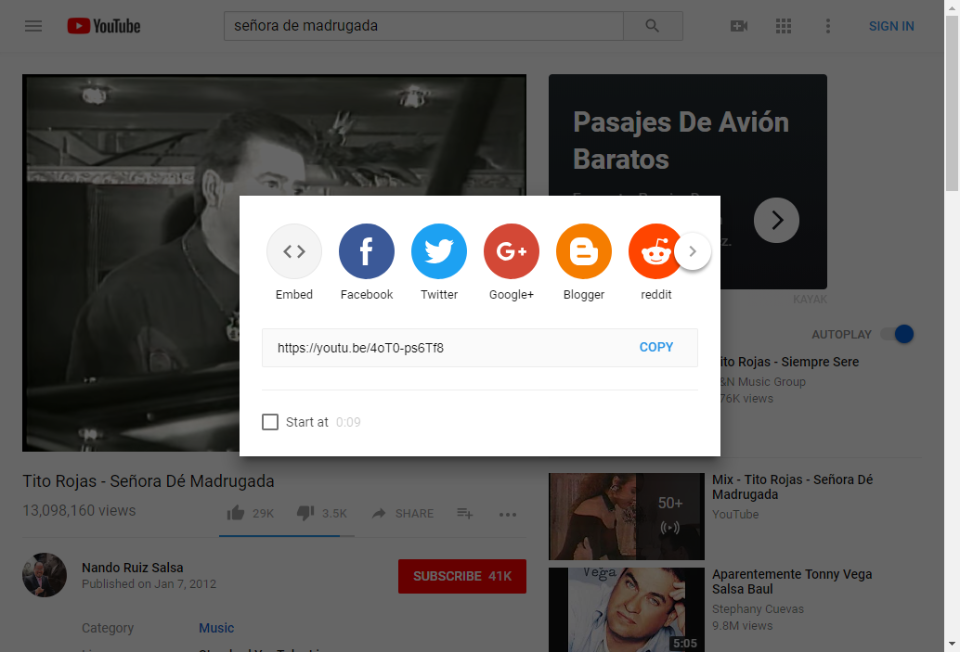 YouTube
señora de madrugada
SIGN IN
Pasajes De Avión
Baratos
KAYAK
Embed
Facebook
Twitter
Google+
Blogger
reddit
https://youtu.be/4oT0-ps6Tf8
COPY
Start at 0:09
AUTOPLAY
ito Rojas - Siempre Sere
&N Music Group
76K views
Tito Rojas - Señora Dé Madrugada
13,098,160 views
29K
3.5K
SHARE
Nando Ruiz Salsa
Published on Jan 7, 2012
SUBSCRIBE 41K
Category
Music
50+
Mix - Tito Rojas - Señora Dé
Madrugada
YouTube
Vega
5:05
Aparentemente Tonny Vega
Salsa Baul
Stephany Cuevas
9.8M views